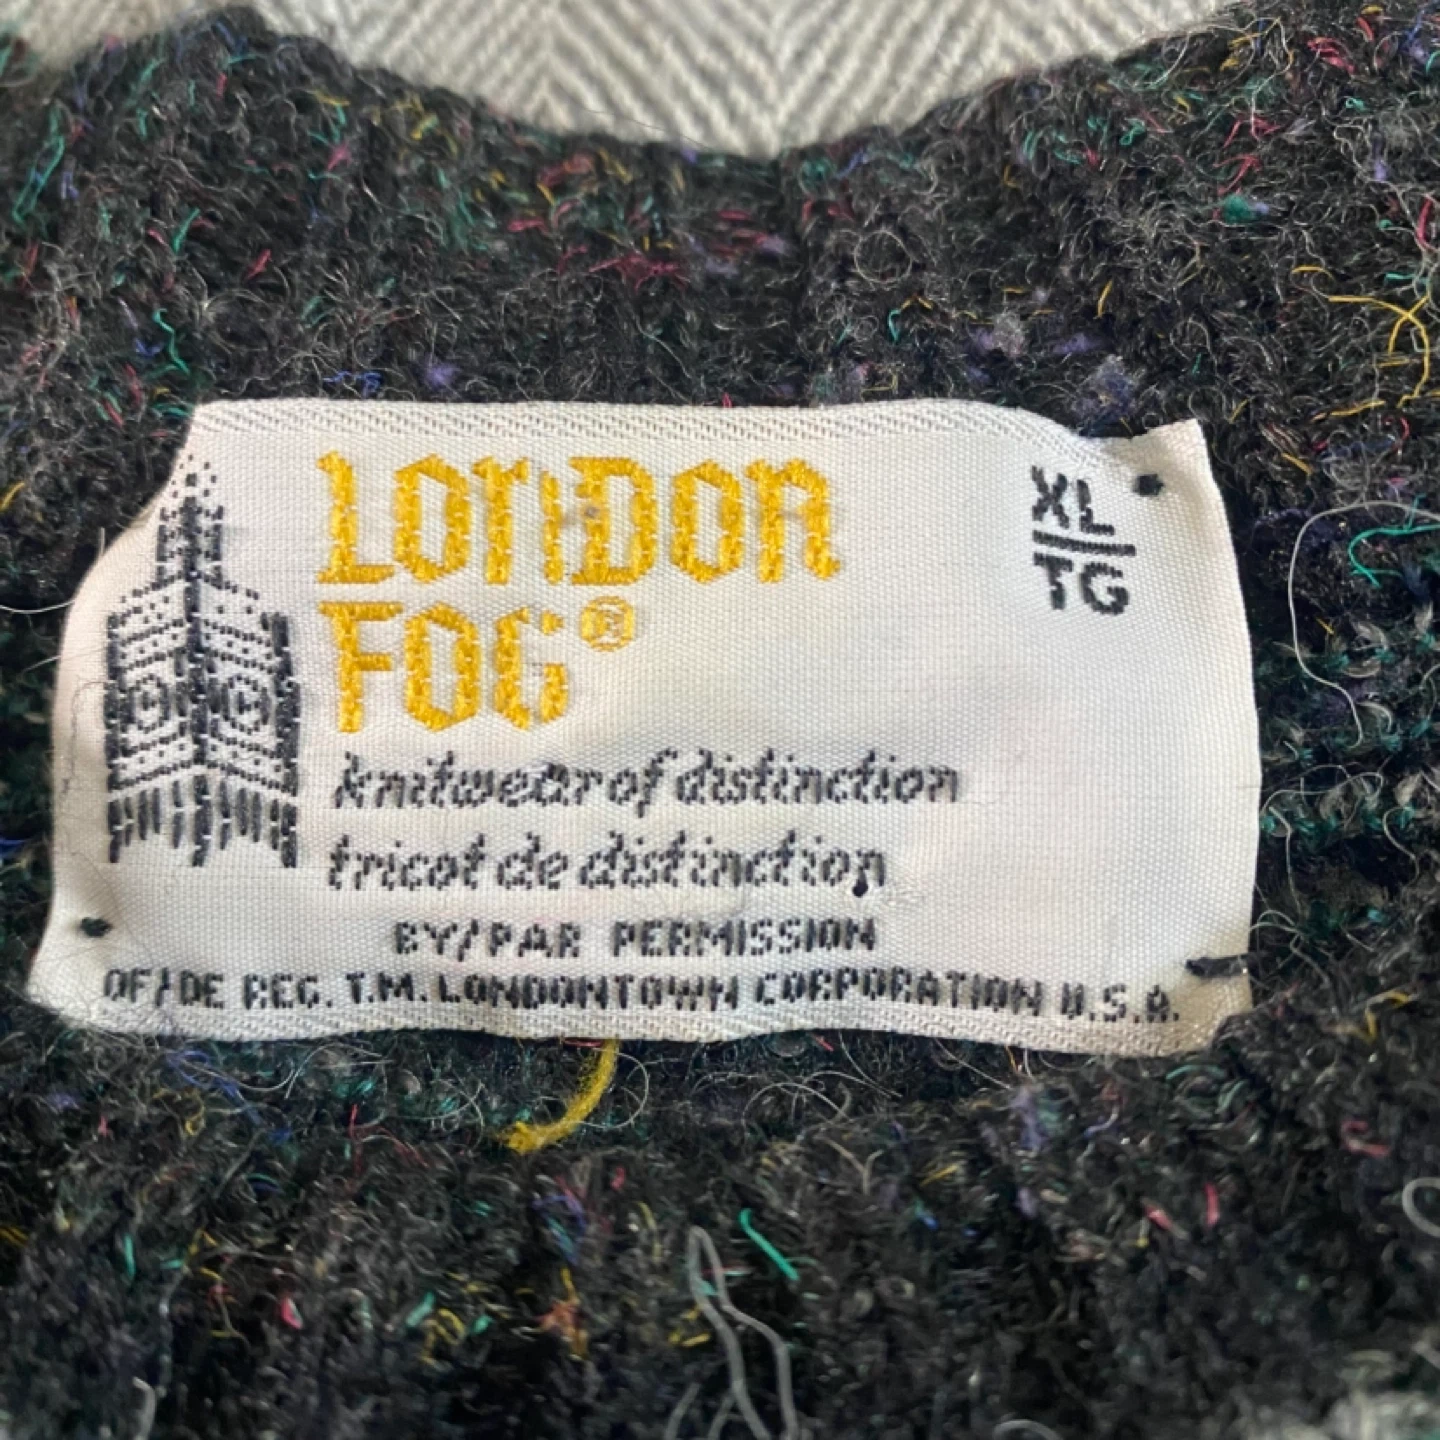 LONDON
FOG®
XL
TG
knitwear of distinction
tricot de distinction
BY/PAR PERMISSION
OF/DE REG. T.M. LONDONTOWN CORPORATION U.S.A.